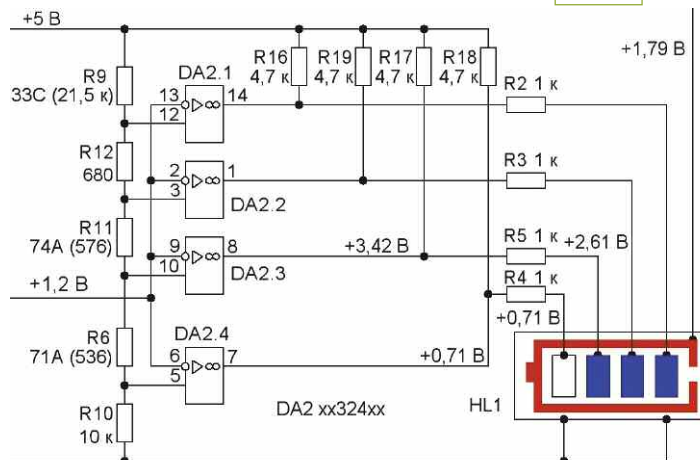 +5 В
+1,79 В
R9
33C (21,5 к)
DA2.1
13
12
14
R16
4,7 к
R19
4,7 к
R17
4,7 к
R18
4,7 к
R2 1 к
R12
680
2
3
1
DA2.2
R3 1 к
R11
74A (576)
9
10
8
DA2.3
+3,42 В
R5 1 к
+2,61 В
+1,2 В
R4 1 к
+0,71 В
R6
71A (536)
DA2.4
6
5
7
+0,71 В
R10
10 к
DA2 xx324xx
HL1